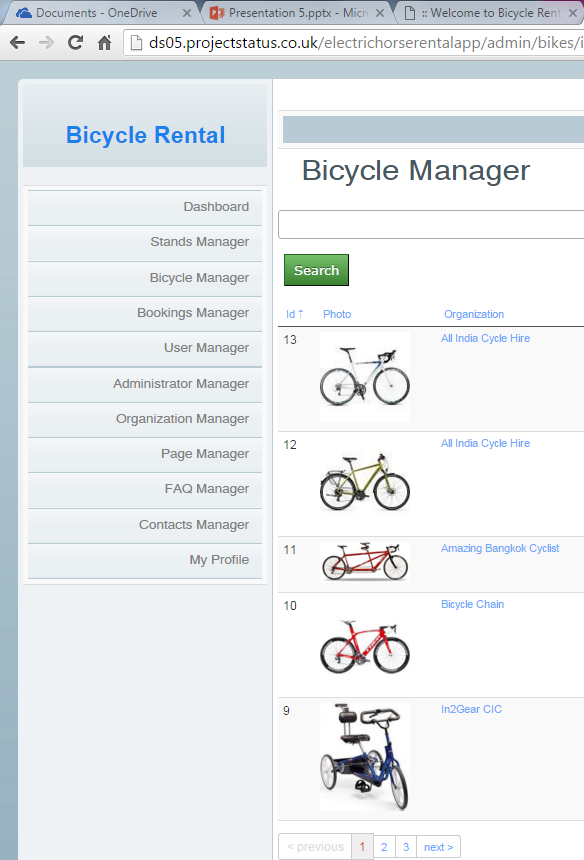 Documents - OneDrive
Presentation 5.pptx - Micr
:: Welcome to Bicycle Rent
ds05.projectstatus.co.uk/electrichorserentalapp/admin/bikes/i
Bicycle Rental
Dashboard
Stands Manager
Bicycle Manager
Bookings Manager
User Manager
Administrator Manager
Organization Manager
Page Manager
FAQ Manager
Contacts Manager
My Profile
Bicycle Manager
Search
Id Photo Organization
13 All India Cycle Hire
12 All India Cycle Hire
11 Amazing Bangkok Cyclist
10 Bicycle Chain
9 In2Gear CIC
< previous 1 2 3 next >